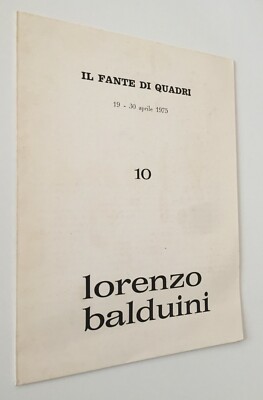 IL FANTE DI QUADRI
19 - 30 aprile 1975
10
lorenzo
balduini